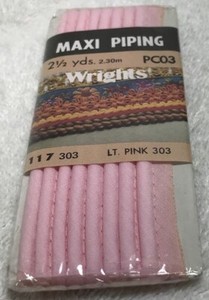 MAXI PIPING
2½ yds. 2.30m PC03
Wrights®
117 303 LT. PINK 303